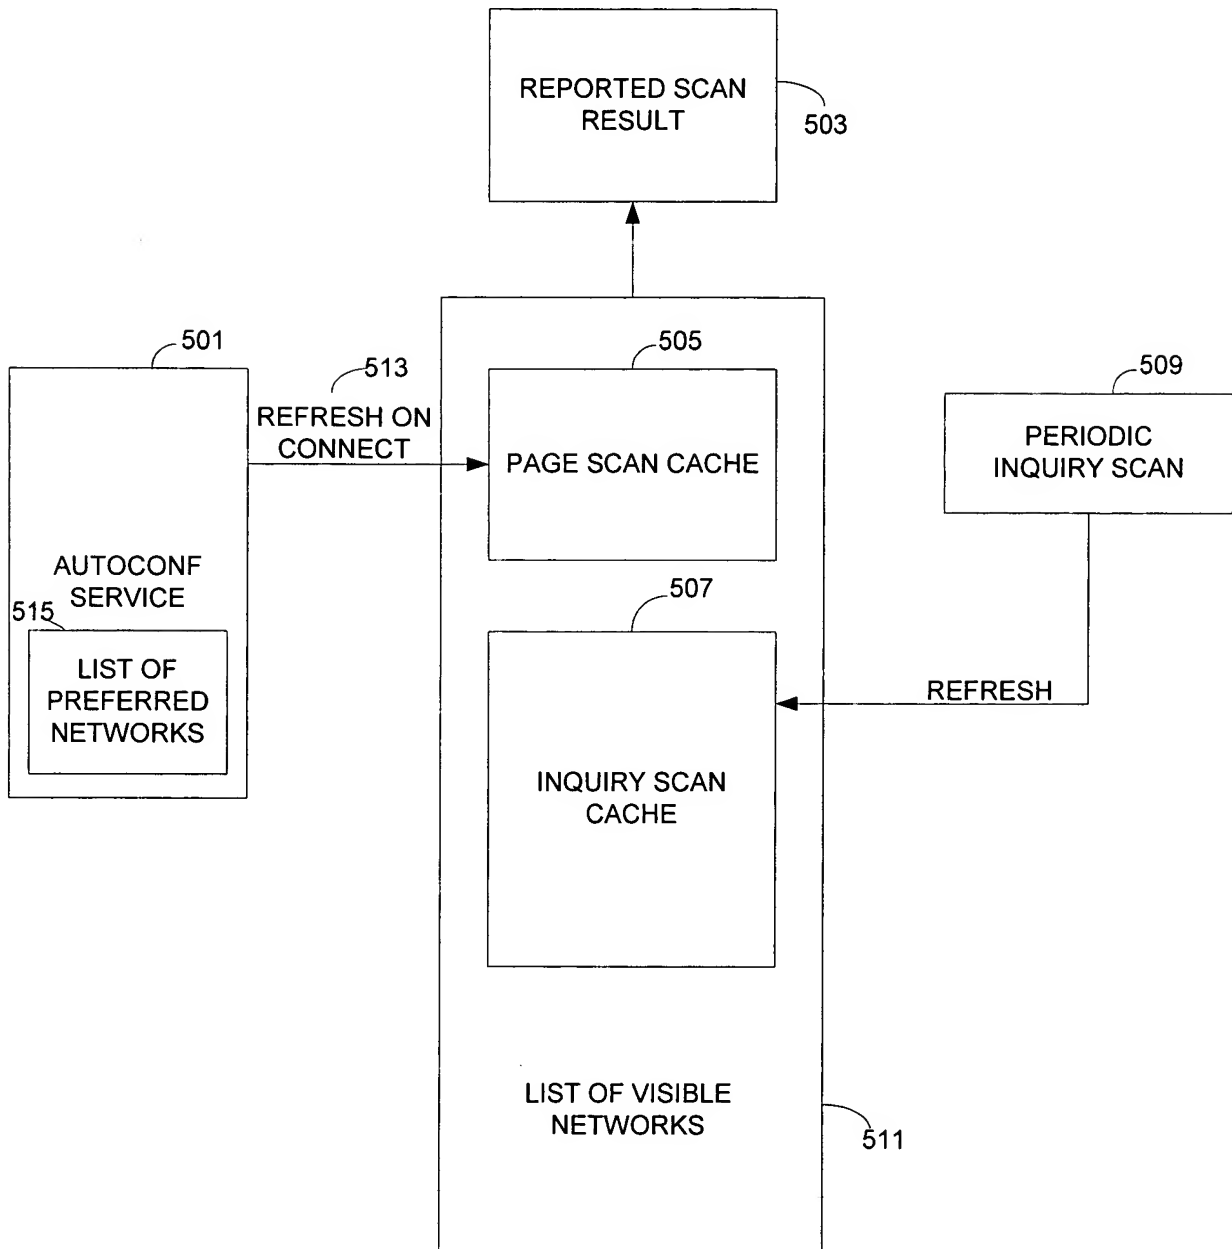 REPORTED SCAN
RESULT
503
501
513
REFRESH ON
CONNECT
505
PAGE SCAN CACHE
509
PERIODIC
INQUIRY SCAN
AUTOCONF
SERVICE
515
LIST OF
PREFERRED
NETWORKS
507
INQUIRY SCAN
CACHE
REFRESH
LIST OF VISIBLE
NETWORKS
511